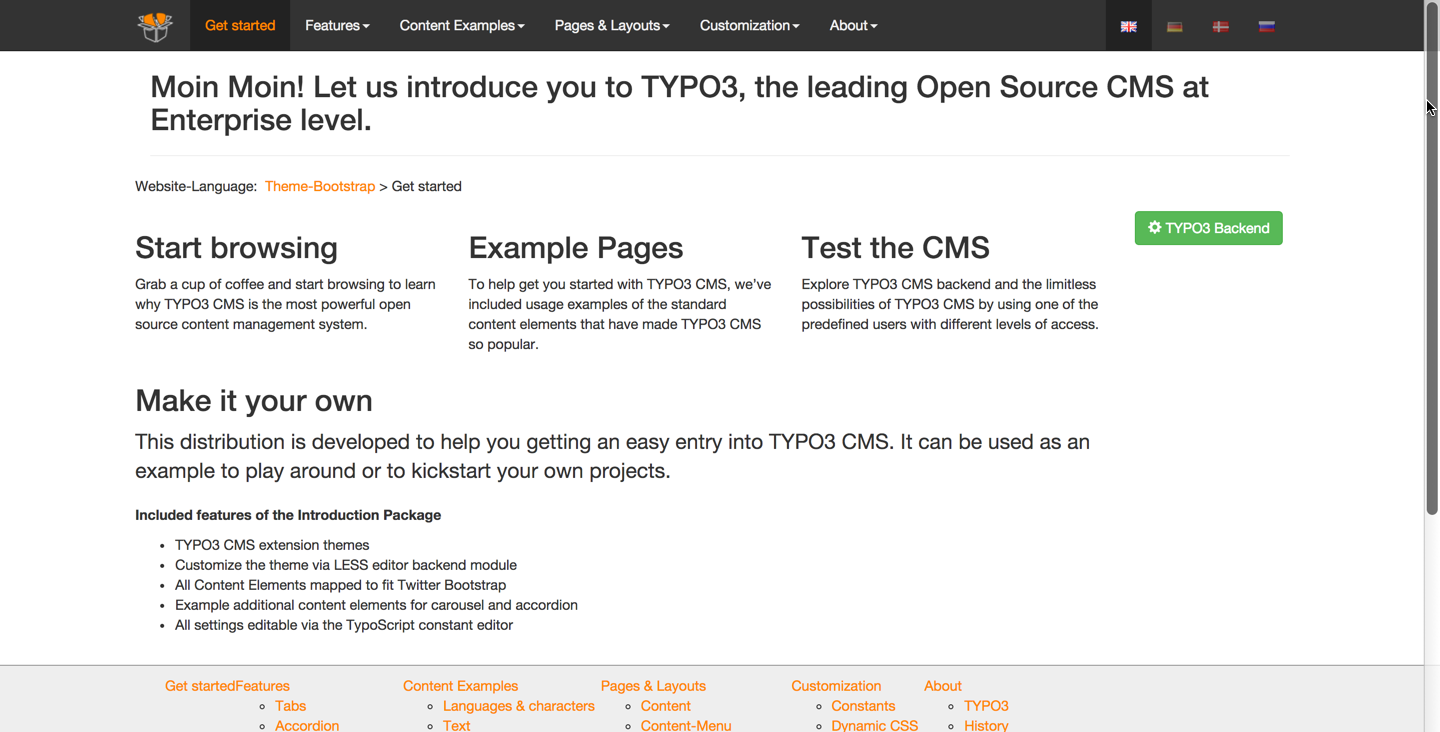 Get started Features Content Examples Pages & Layouts Customization About
Moin Moin! Let us introduce you to TYPO3, the leading Open Source CMS at
Enterprise level.
Website-Language: Theme-Bootstrap > Get started
TYPO3 Backend
Start browsing
Grab a cup of coffee and start browsing to learn
why TYPO3 CMS is the most powerful open
source content management system.
Example Pages
To help get you started with TYPO3 CMS, we've
included usage examples of the standard
content elements that have made TYPO3 CMS
so popular.
Test the CMS
Explore TYPO3 CMS backend and the limitless
possibilities of TYPO3 CMS by using one of the
predefined users with different levels of access.
Make it your own
This distribution is developed to help you getting an easy entry into TYPO3 CMS. It can be used as an
example to play around or to kickstart your own projects.
Included features of the Introduction Package
TYPO3 CMS extension themes
Customize the theme via LESS editor backend module
All Content Elements mapped to fit Twitter Bootstrap
Example additional content elements for carousel and accordion
All settings editable via the TypoScript constant editor
Get started
Features
Tabs
Accordion
Content Examples
Languages & characters
Text
Pages & Layouts
Content
Content-Menu
Customization
Constants
Dynamic CSS
About
TYPO3
History